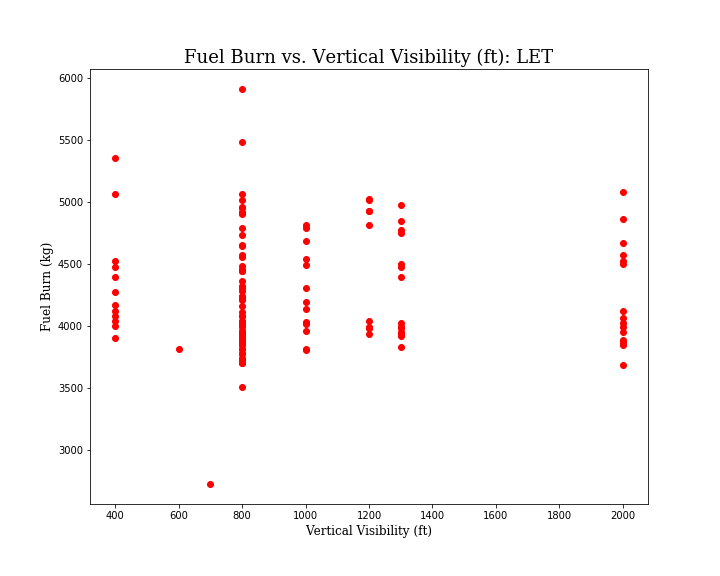 Fuel Burn vs. Vertical Visibility (ft): LET
6000
5500
5000
4500
4000
3500
3000
Fuel Burn (kg)
400 600 800 1000 1200 1400 1600 1800 2000
Vertical Visibility (ft)